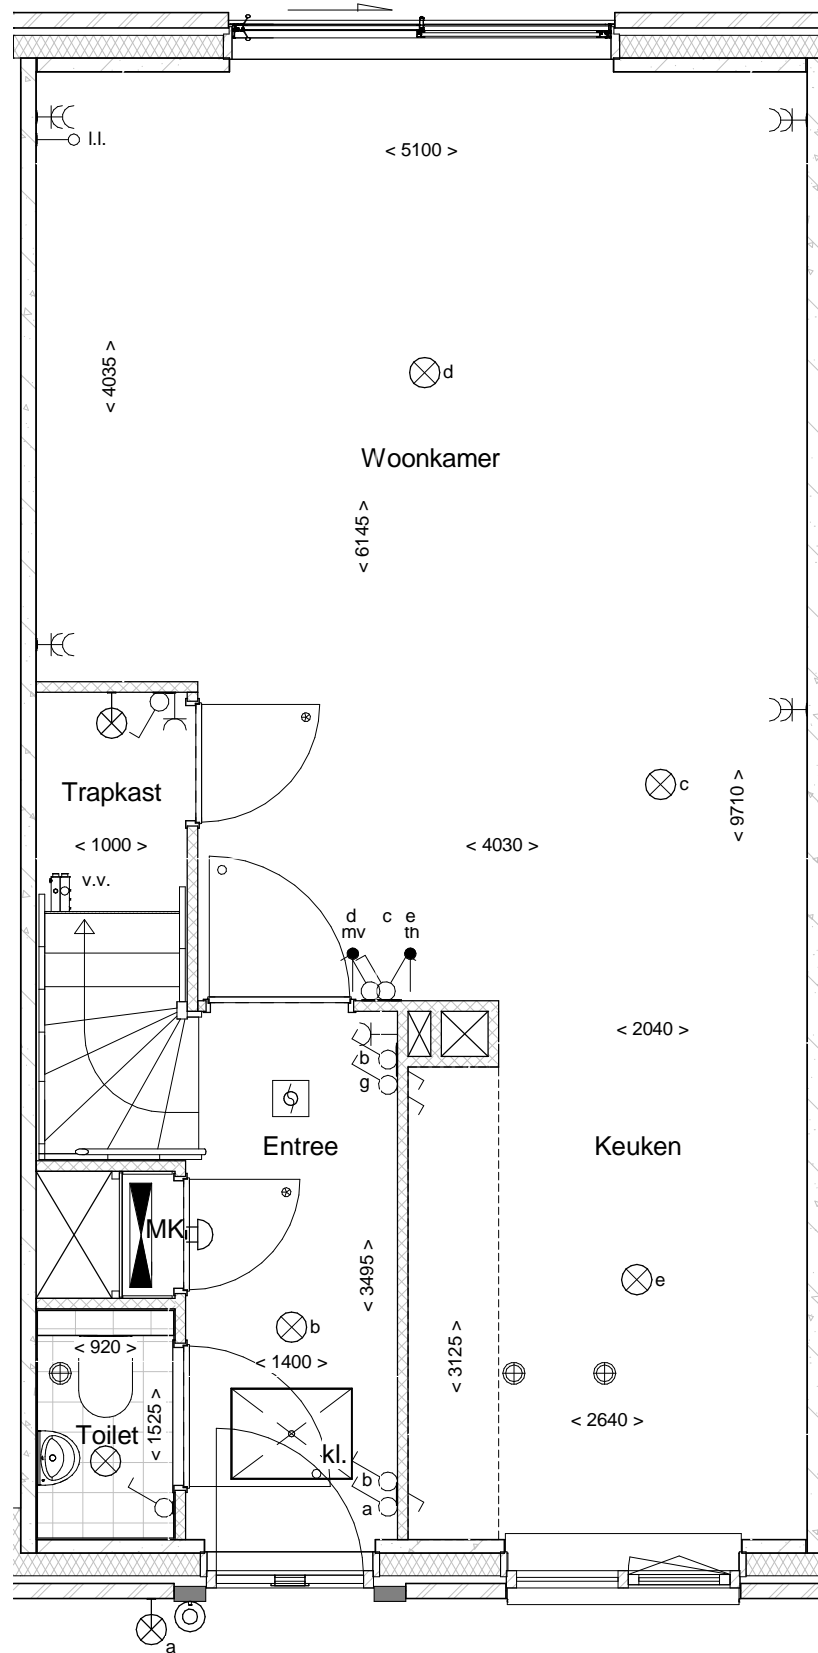 l.l.
< 5100 >
< 4035 >
d
Woonkamer
< 6145 >
Trapkast
c
< 9710 >
< 1000 >
< 4030 >
v.v.
d c e
mv th
< 2040 >
b
g
Entree
Keuken
MK
< 3495 >
e
b
< 920 >
< 1400 >
< 3125 >
< 1525 >
< 2640 >
Toilet
kl.
b
a
a